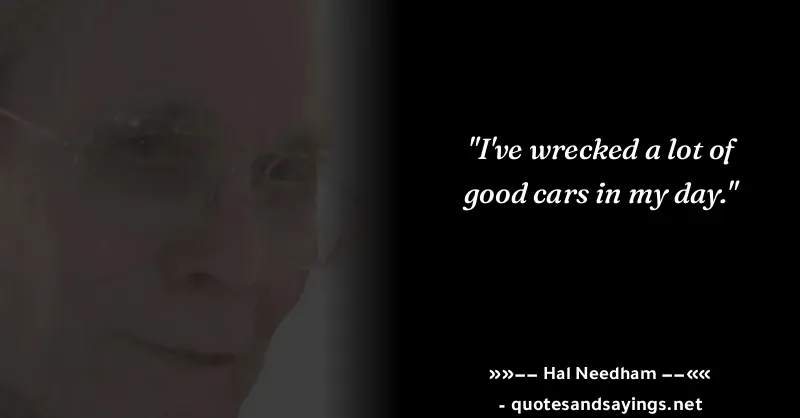 "I've wrecked a lot of
good cars in my day."
»»–– Hal Needham ––««
- quotesandsayings.net